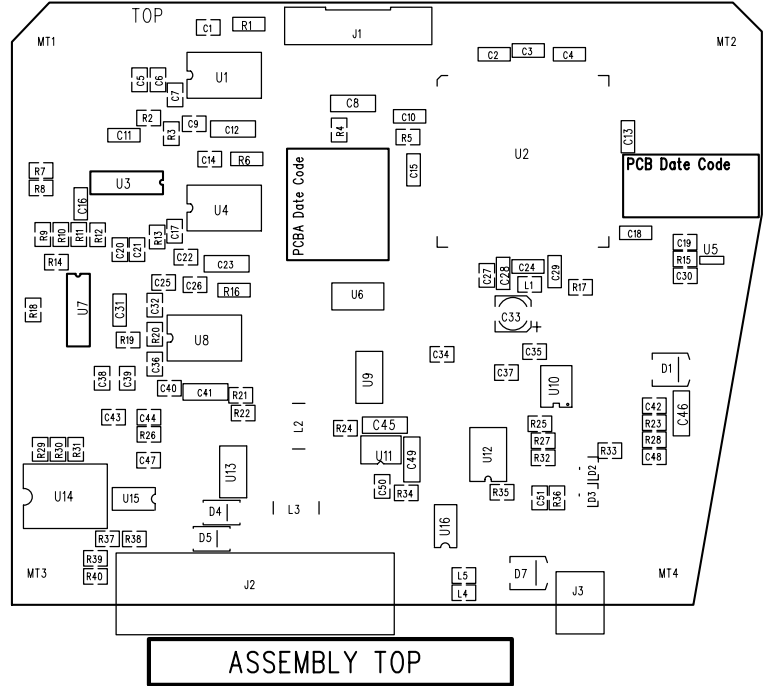 TOP
MT1
C1
R1
J1
MT2
C2
C3
C4
C5
C6
C7
U1
C8
C10
R2
C9
C11
R3
C12
R4
R5
C13
U2
C14
R6
C15
PCBA Date Code
PCB Date Code
R7
R8
U3
C16
U4
R9
R10
R11
R12
C20
C21
R13
C17
C18
C19
R15
C30
U5
R14
C22
C23
C27
C28
C24
C29
L1
R17
C25
C26
R16
U6
U7
R18
C31
C32
C33
+
R19
R20
U8
C36
C34
C35
C37
C38
C39
C40
C41
R21
R22
U9
U10
D1
C42
C46
R23
R28
C48
C43
C44
R26
L2
R24
C45
R25
R27
R32
R29
R30
R31
C47
U13
U11
C49
U12
R33
D2
D3
C50
R34
R35
C51
R36
U14
U15
D4
L3
U16
D5
R37
R38
R39
R40
MT3
J2
L5
L4
D7
J3
MT4
ASSEMBLY TOP